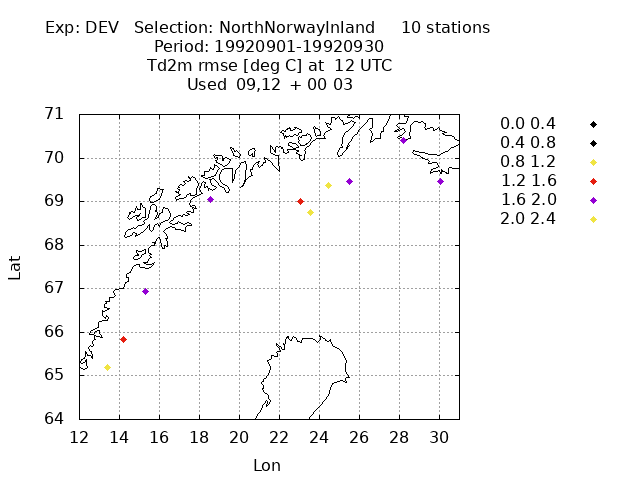 Exp: DEV Selection: NorthNorwayInland 10 stations
Period: 19920901-19920930
Td2m rmse [deg C] at 12 UTC
Used 09,12 + 00 03
71
70
69
68
67
66
65
64
12 14 16 18 20 22 24 26 28 30
Lat
Lon
0.0 0.4
0.4 0.8
0.8 1.2
1.2 1.6
1.6 2.0
2.0 2.4